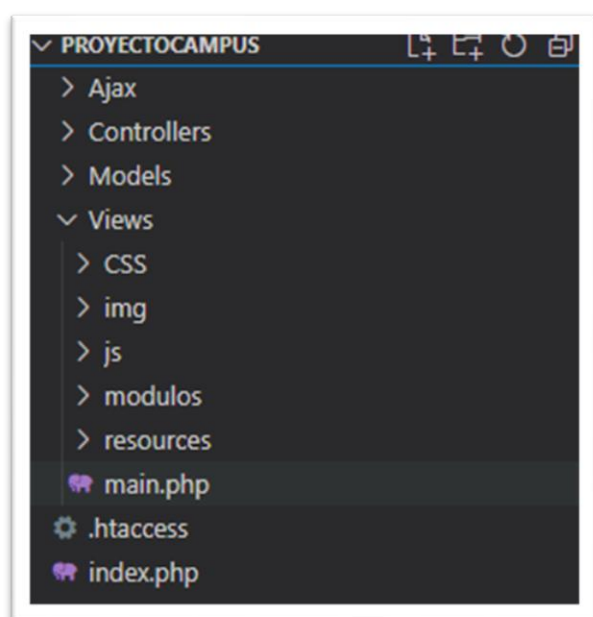 PROYECTOCAMPUS
Ajax
Controllers
Models
Views
CSS
img
js
modulos
resources
main.php
.htaccess
index.php